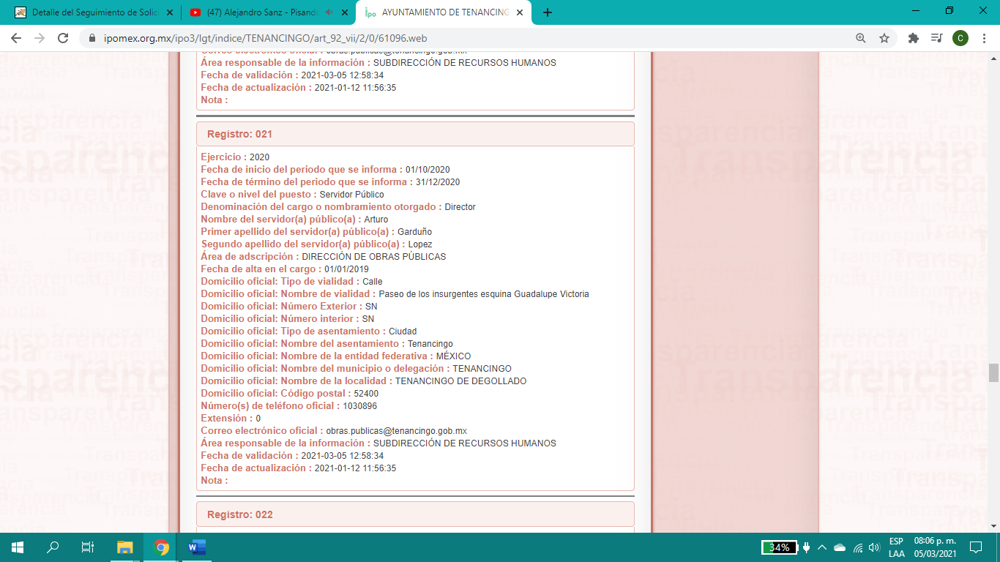 Detalle del Seguimiento de Solic
(47) Alejandro Sanz - Pisando
ipo AYUNTAMIENTO DE TENANCING
ipomex.org.mx/ipo3/lgt/indice/TENANCINGO/art_92_vii/2/0/61096.web
C
Correo electrónico oficial : obras.publicas@tenancingo.gob.mx
Área responsable de la información : SUBDIRECCIÓN DE RECURSOS HUMANOS
Fecha de validación : 2021-03-05 12:58:34
Fecha de actualización : 2021-01-12 11:56:35
Nota :
Registro: 021
Ejercicio : 2020
Fecha de inicio del periodo que se informa : 01/10/2020
Fecha de término del periodo que se informa : 31/12/2020
Clave o nivel del puesto : Servidor Público
Denominación del cargo o nombramiento otorgado : Director
Nombre del servidor(a) público(a) : Arturo
Primer apellido del servidor(a) público(a) : Garduño
Segundo apellido del servidor(a) público(a) : Lopez
Área de adscripción : DIRECCIÓN DE OBRAS PÚBLICAS
Fecha de alta en el cargo : 01/01/2019
Domicilio oficial: Tipo de vialidad : Calle
Domicilio oficial: Nombre de vialidad : Paseo de los insurgentes esquina Guadalupe Victoria
Domicilio oficial: Número Exterior : SN
Domicilio oficial: Número interior : SN
Domicilio oficial: Tipo de asentamiento : Ciudad
Domicilio oficial: Nombre del asentamiento : Tenancingo
Domicilio oficial: Nombre de la entidad federativa : MÉXICO
Domicilio oficial: Nombre del municipio o delegación : TENANCINGO
Domicilio oficial: Nombre de la localidad : TENANCINGO DE DEGOLLADO
Domicilio oficial: Código postal : 52400
Número(s) de teléfono oficial : 1030896
Extensión : 0
Correo electrónico oficial : obras.publicas@tenancingo.gob.mx
Área responsable de la información : SUBDIRECCIÓN DE RECURSOS HUMANOS
Fecha de validación : 2021-03-05 12:58:34
Fecha de actualización : 2021-01-12 11:56:35
Nota :
Registro: 022
34%
ESP
LAA
08:06 p. m.
05/03/2021